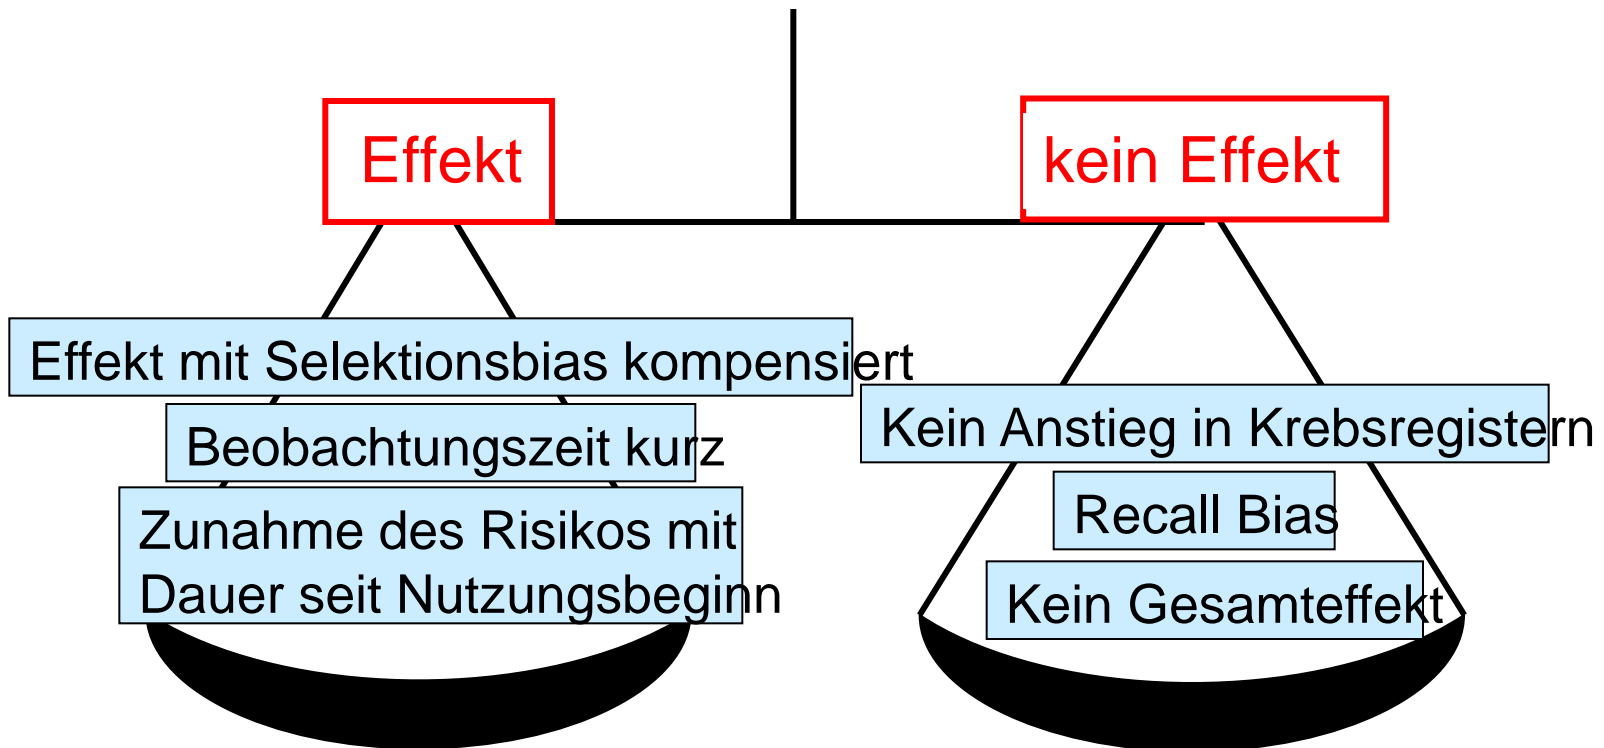 Effekt
kein Effekt
Effekt mit Selektionsbias kompensiert
Beobachtungszeit kurz
Zunahme des Risikos mit
Dauer seit Nutzungsbeginn
Kein Anstieg in Krebsregistern
Recall Bias
Kein Gesamteffekt